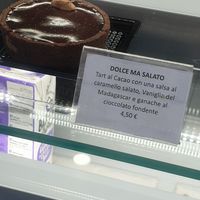 DOLCE MA SALATO
Tart al Cacao con una salsa al
caramello salato, Vaniglia del
Madagascar e ganache al
cioccolato fondente
4,50 €